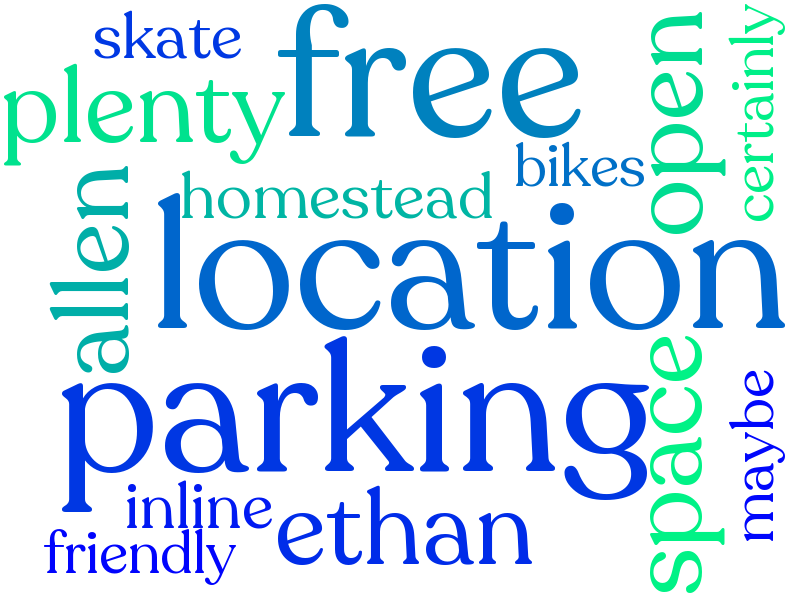 skate
free
plenty
certainly
open
bikes
homestead
allen
location
parking
space
maybe
inline
ethan
friendly